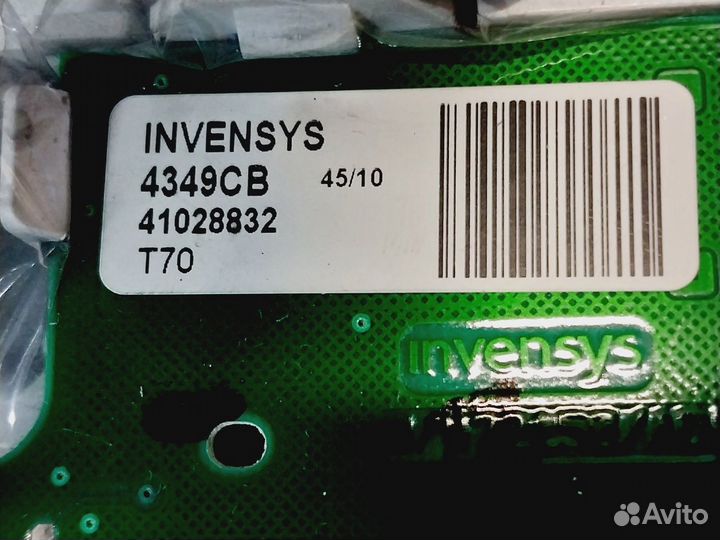 INVENSYS
4349CB 45/10
41028832
T70
invensys
Avito